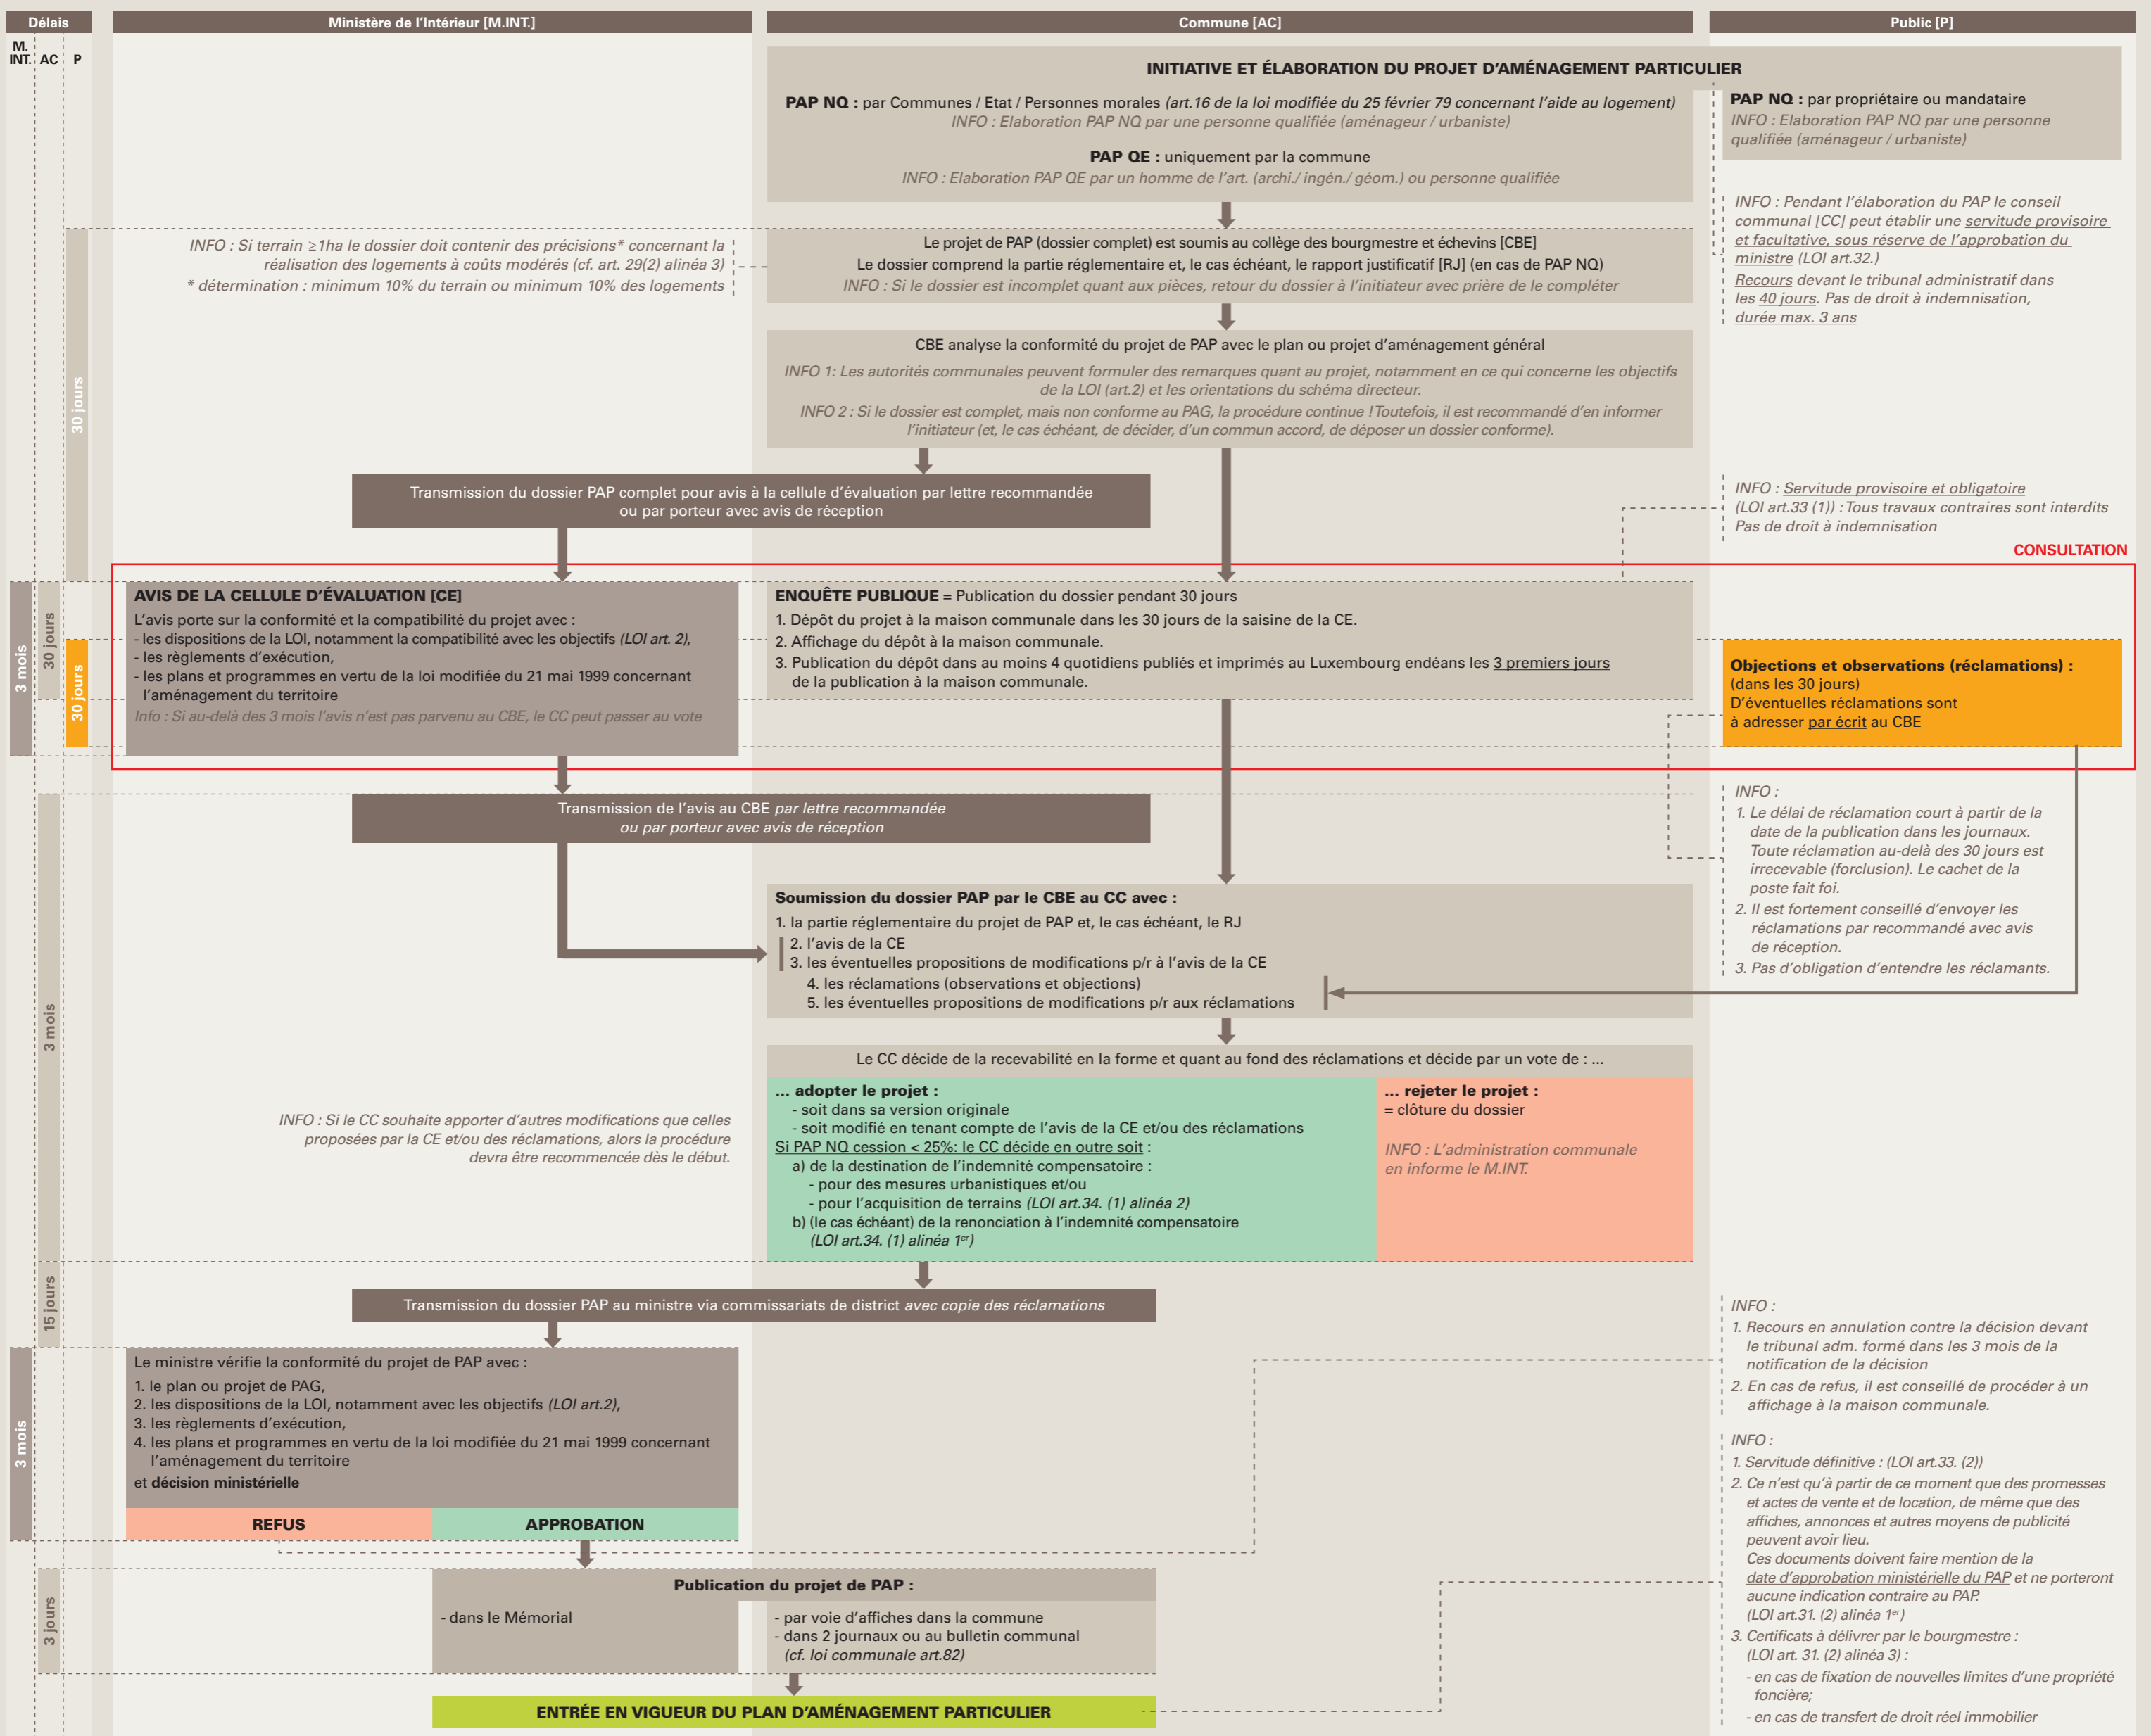 Délais
Ministère de l'Intérieur [M.INT.]
Commune [AC]
Public [P]
M.
INT.
AC
P
INITIATIVE ET ÉLABORATION DU PROJET D'AMÉNAGEMENT PARTICULIER
PAP NQ : par Communes / Etat / Personnes morales (art.16 de la loi modifiée du 25 février 79 concernant l'aide au logement)
INFO : Elaboration PAP NQ par une personne qualifiée (aménageur / urbaniste)
PAP QE : uniquement par la commune
INFO : Elaboration PAP QE par un homme de l'art. (archi./ ingén./ géom.) ou personne qualifiée
PAP NQ : par propriétaire ou mandataire
INFO : Elaboration PAP NQ par une personne
qualifiée (aménageur / urbaniste)
INFO : Pendant l'élaboration du PAP le conseil
communal [CC] peut établir une servitude provisoire
et facultative, sous réserve de l'approbation du
ministre (LOI art.32.)
Recours devant le tribunal administratif dans
les 40 jours. Pas de droit à indemnisation,
durée max. 3 ans
30 jours
INFO : Si terrain ≥1ha le dossier doit contenir des précisions* concernant la
réalisation des logements à coûts modérés (cf. art. 29(2) alinéa 3)
* détermination : minimum 10% du terrain ou minimum 10% des logements
Le projet de PAP (dossier complet) est soumis au collège des bourgmestre et échevins [CBE]
Le dossier comprend la partie réglementaire et, le cas échéant, le rapport justificatif [RJ] (en cas de PAP NQ)
INFO : Si le dossier est incomplet quant aux pièces, retour du dossier à l'initiateur avec prière de le compléter
CBE analyse la conformité du projet de PAP avec le plan ou projet d'aménagement général
INFO 1: Les autorités communales peuvent formuler des remarques quant au projet, notamment en ce qui concerne les objectifs
de la LOI (art.2) et les orientations du schéma directeur.
INFO 2 : Si le dossier est complet, mais non conforme au PAG, la procédure continue ! Toutefois, il est recommandé d'en informer
l'initiateur (et, le cas échéant, de décider, d'un commun accord, de déposer un dossier conforme).
Transmission du dossier PAP complet pour avis à la cellule d'évaluation par lettre recommandée
ou par porteur avec avis de réception
INFO : Servitude provisoire et obligatoire
(LOI art.33 (1)) : Tous travaux contraires sont interdits
Pas de droit à indemnisation
CONSULTATION
3 mois
30 jours
30 jours
AVIS DE LA CELLULE D'ÉVALUATION [CE]
L'avis porte sur la conformité et la compatibilité du projet avec :
- les dispositions de la LOI, notamment la compatibilité avec les objectifs (LOI art. 2),
- les règlements d'exécution,
- les plans et programmes en vertu de la loi modifiée du 21 mai 1999 concernant
l'aménagement du territoire
Info : Si au-delà des 3 mois l'avis n'est pas parvenu au CBE, le CC peut passer au vote
ENQUÊTE PUBLIQUE = Publication du dossier pendant 30 jours
1. Dépôt du projet à la maison communale dans les 30 jours de la saisine de la CE.
2. Affichage du dépôt à la maison communale.
3. Publication du dépôt dans au moins 4 quotidiens publiés et imprimés au Luxembourg endéans les 3 premiers jours
de la publication à la maison communale.
Objections et observations (réclamations) :
(dans les 30 jours)
D'éventuelles réclamations sont
à adresser par écrit au CBE
3 mois
Transmission de l'avis au CBE par lettre recommandée
ou par porteur avec avis de réception
INFO :
1. Le délai de réclamation court à partir de la
date de la publication dans les journaux.
Toute réclamation au-delà des 30 jours est
irrecevable (forclusion). Le cachet de la
poste fait foi.
2. Il est fortement conseillé d'envoyer les
réclamations par recommandé avec avis
de réception.
3. Pas d'obligation d'entendre les réclamants.
Soumission du dossier PAP par le CBE au CC avec :
1. la partie réglementaire du projet de PAP et, le cas échéant, le RJ
2. l'avis de la CE
3. les éventuelles propositions de modifications p/r à l'avis de la CE
4. les réclamations (observations et objections)
5. les éventuelles propositions de modifications p/r aux réclamations
Le CC décide de la recevabilité en la forme et quant au fond des réclamations et décide par un vote de : ...
INFO : Si le CC souhaite apporter d'autres modifications que celles
proposées par la CE et/ou des réclamations, alors la procédure
devra être recommencée dès le début.
... adopter le projet :
- soit dans sa version originale
- soit modifié en tenant compte de l'avis de la CE et/ou des réclamations
Si PAP NQ cession < 25%: le CC décide en outre soit :
a) de la destination de l'indemnité compensatoire :
- pour des mesures urbanistiques et/ou
- pour l'acquisition de terrains (LOI art.34. (1) alinéa 2)
b) (le cas échéant) de la renonciation à l'indemnité compensatoire
(LOI art.34. (1) alinéa 1er)
... rejeter le projet :
= clôture du dossier
INFO : L'administration communale
en informe le M.INT.
15 jours
Transmission du dossier PAP au ministre via commissariats de district avec copie des réclamations
INFO :
1. Recours en annulation contre la décision devant
le tribunal adm. formé dans les 3 mois de la
notification de la décision
2. En cas de refus, il est conseillé de procéder à un
affichage à la maison communale.
3 mois
Le ministre vérifie la conformité du projet de PAP avec :
1. le plan ou projet de PAG,
2. les dispositions de la LOI, notamment avec les objectifs (LOI art.2),
3. les règlements d'exécution,
4. les plans et programmes en vertu de la loi modifiée du 21 mai 1999 concernant
l'aménagement du territoire
et décision ministérielle
REFUS
APPROBATION
INFO :
1. Servitude définitive : (LOI art.33. (2))
2. Ce n'est qu'à partir de ce moment que des promesses
et actes de vente et de location, de même que des
affiches, annonces et autres moyens de publicité
peuvent avoir lieu.
Ces documents doivent faire mention de la
date d'approbation ministérielle du PAP et ne porteront
aucune indication contraire au PAP.
(LOI art.31. (2) alinéa 1er)
3. Certificats à délivrer par le bourgmestre :
(LOI art. 31. (2) alinéa 3) :
- en cas de fixation de nouvelles limites d'une propriété
foncière;
- en cas de transfert de droit réel immobilier
3 jours
Publication du projet de PAP :
- dans le Mémorial
- par voie d'affiches dans la commune
- dans 2 journaux ou au bulletin communal
(cf. loi communale art.82)
ENTRÉE EN VIGUEUR DU PLAN D'AMÉNAGEMENT PARTICULIER